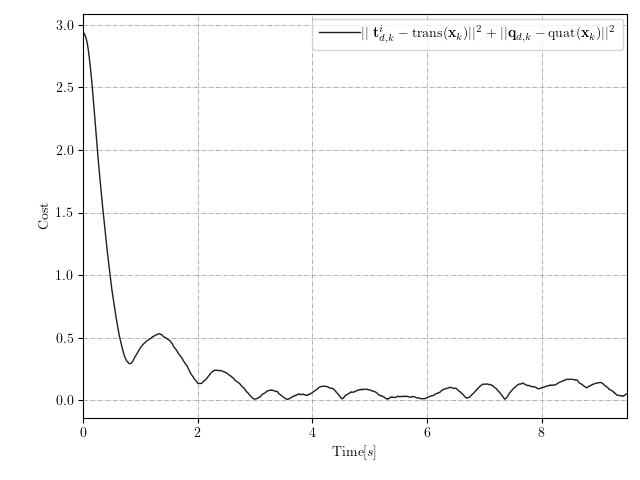 || t^i_{d,k} − trans(x_k)||² + ||q_{d,k} − quat(x_k)||²
3.0
2.5
2.0
1.5
1.0
0.5
0.0
Cost
0 2 4 6 8
Time[s]